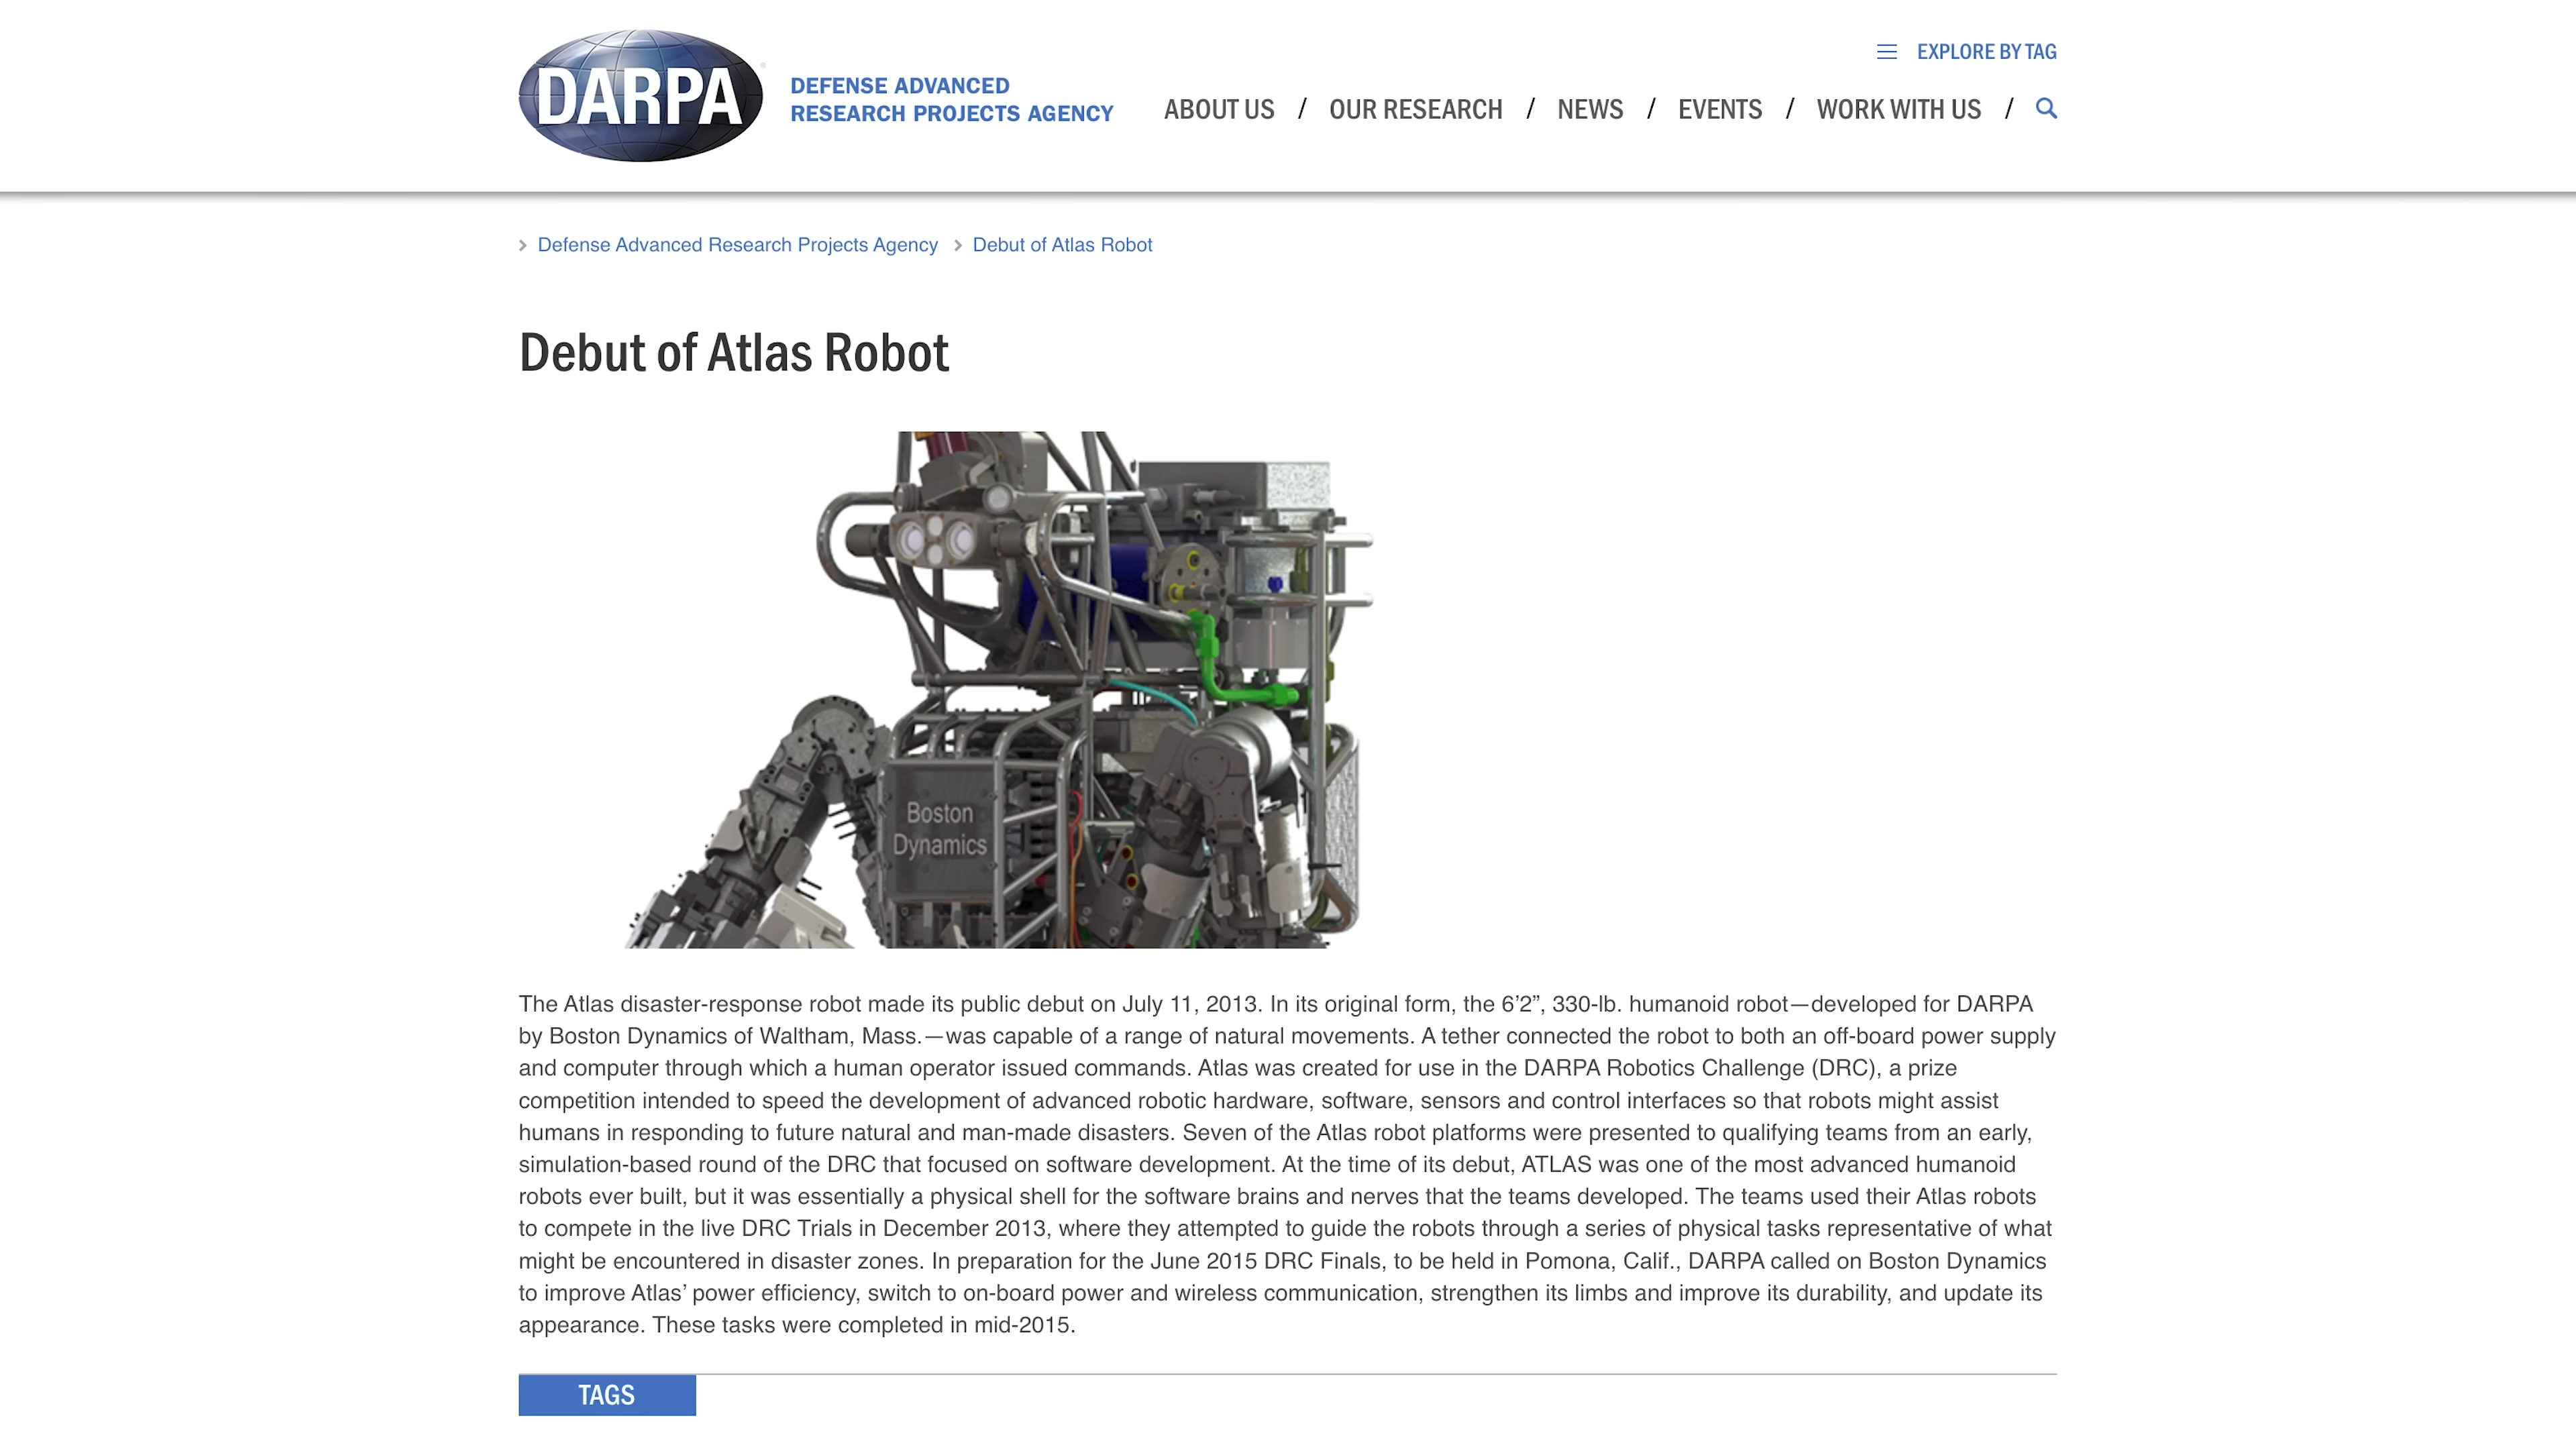 DARPA
DEFENSE ADVANCED
RESEARCH PROJECTS AGENCY
EXPLORE BY TAG
ABOUT US / OUR RESEARCH / NEWS / EVENTS / WORK WITH US /
Defense Advanced Research Projects Agency > Debut of Atlas Robot
Debut of Atlas Robot
Boston
Dynamics
The Atlas disaster-response robot made its public debut on July 11, 2013. In its original form, the 6’2”, 330-lb. humanoid robot—developed for DARPA
by Boston Dynamics of Waltham, Mass.—was capable of a range of natural movements. A tether connected the robot to both an off-board power supply
and computer through which a human operator issued commands. Atlas was created for use in the DARPA Robotics Challenge (DRC), a prize
competition intended to speed the development of advanced robotic hardware, software, sensors and control interfaces so that robots might assist
humans in responding to future natural and man-made disasters. Seven of the Atlas robot platforms were presented to qualifying teams from an early,
simulation-based round of the DRC that focused on software development. At the time of its debut, ATLAS was one of the most advanced humanoid
robots ever built, but it was essentially a physical shell for the software brains and nerves that the teams developed. The teams used their Atlas robots
to compete in the live DRC Trials in December 2013, where they attempted to guide the robots through a series of physical tasks representative of what
might be encountered in disaster zones. In preparation for the June 2015 DRC Finals, to be held in Pomona, Calif., DARPA called on Boston Dynamics
to improve Atlas’ power efficiency, switch to on-board power and wireless communication, strengthen its limbs and improve its durability, and update its
appearance. These tasks were completed in mid-2015.
TAGS